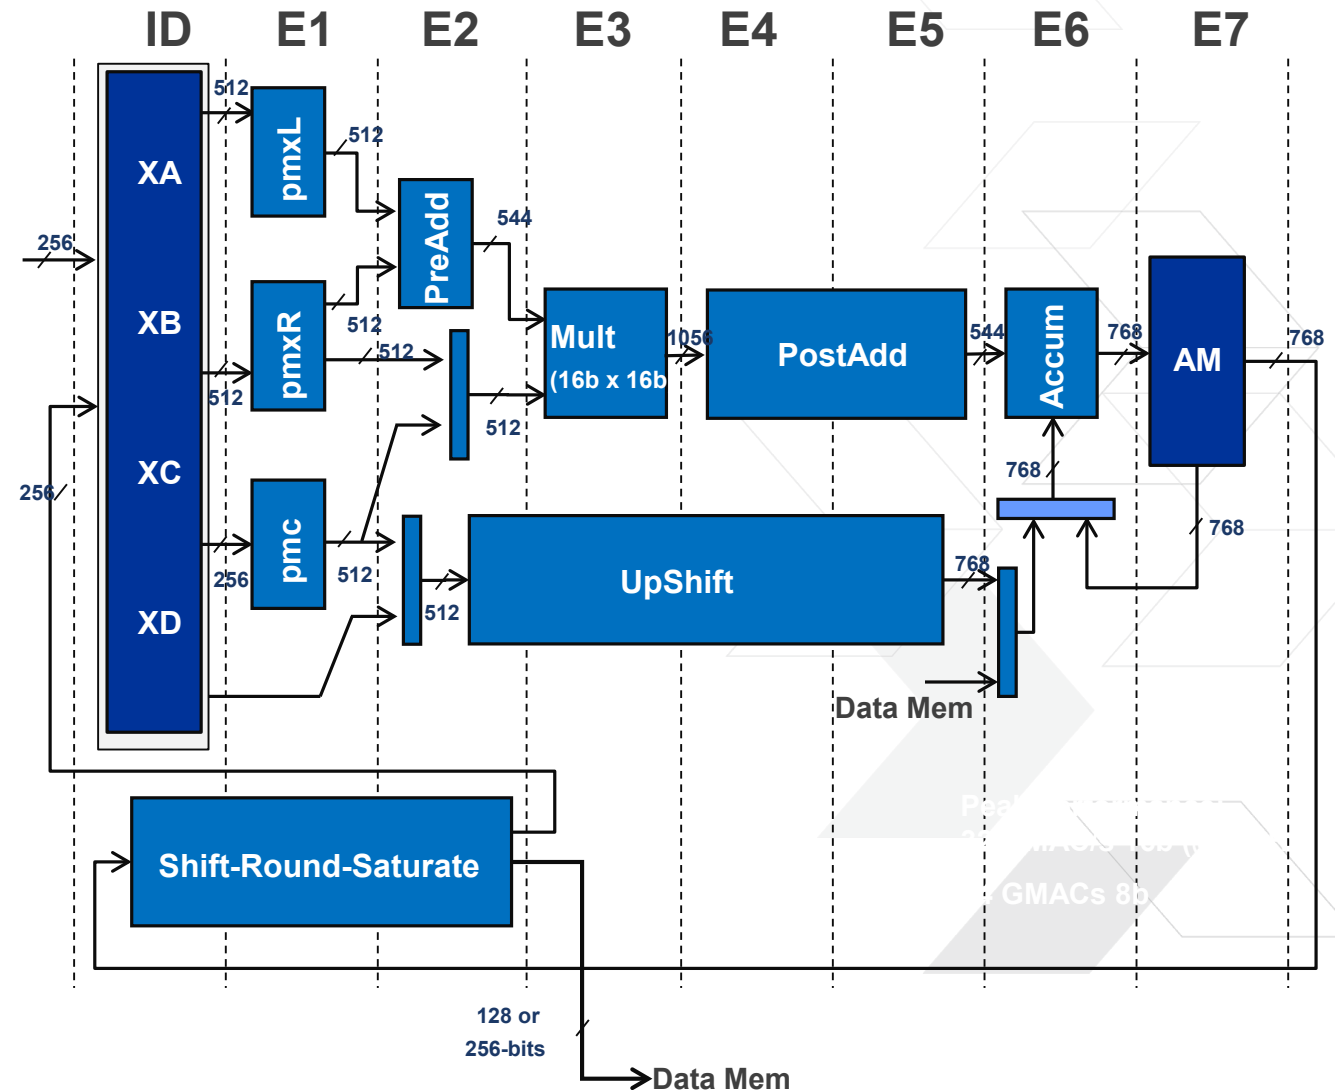 ID E1 E2 E3 E4 E5 E6 E7
512
pmxL
512
XA
PreAdd
544
256
XB
pmxR
512
512
512
Mult
(16b x 16b
1056
PostAdd
544
Accum
768
AM
768
512
768
256
XC
pmc
256
512
512
UpShift
768
768
XD
Data Mem
Shift-Round-Saturate
GMACs 8b
128 or
256-bits
Data Mem